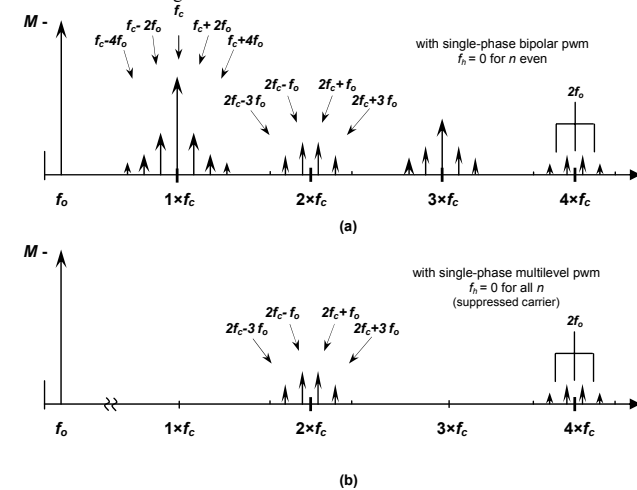 f_c
M -
f_c- 2f_o
f_c+ 2f_o
f_c-4f_o
f_c+4f_o
with single-phase bipolar pwm
f_h = 0 for n even
2f_c- f_o
2f_c+ f_o
2f_o
2f_c-3 f_o
2f_c+3 f_o
f_o
1×f_c
2×f_c
3×f_c
4×f_c
(a)
M -
with single-phase multilevel pwm
f_h = 0 for all n
(suppressed carrier)
2f_c- f_o
2f_c+ f_o
2f_o
2f_c-3 f_o
2f_c+3 f_o
f_o
1×f_c
2×f_c
3×f_c
4×f_c
(b)